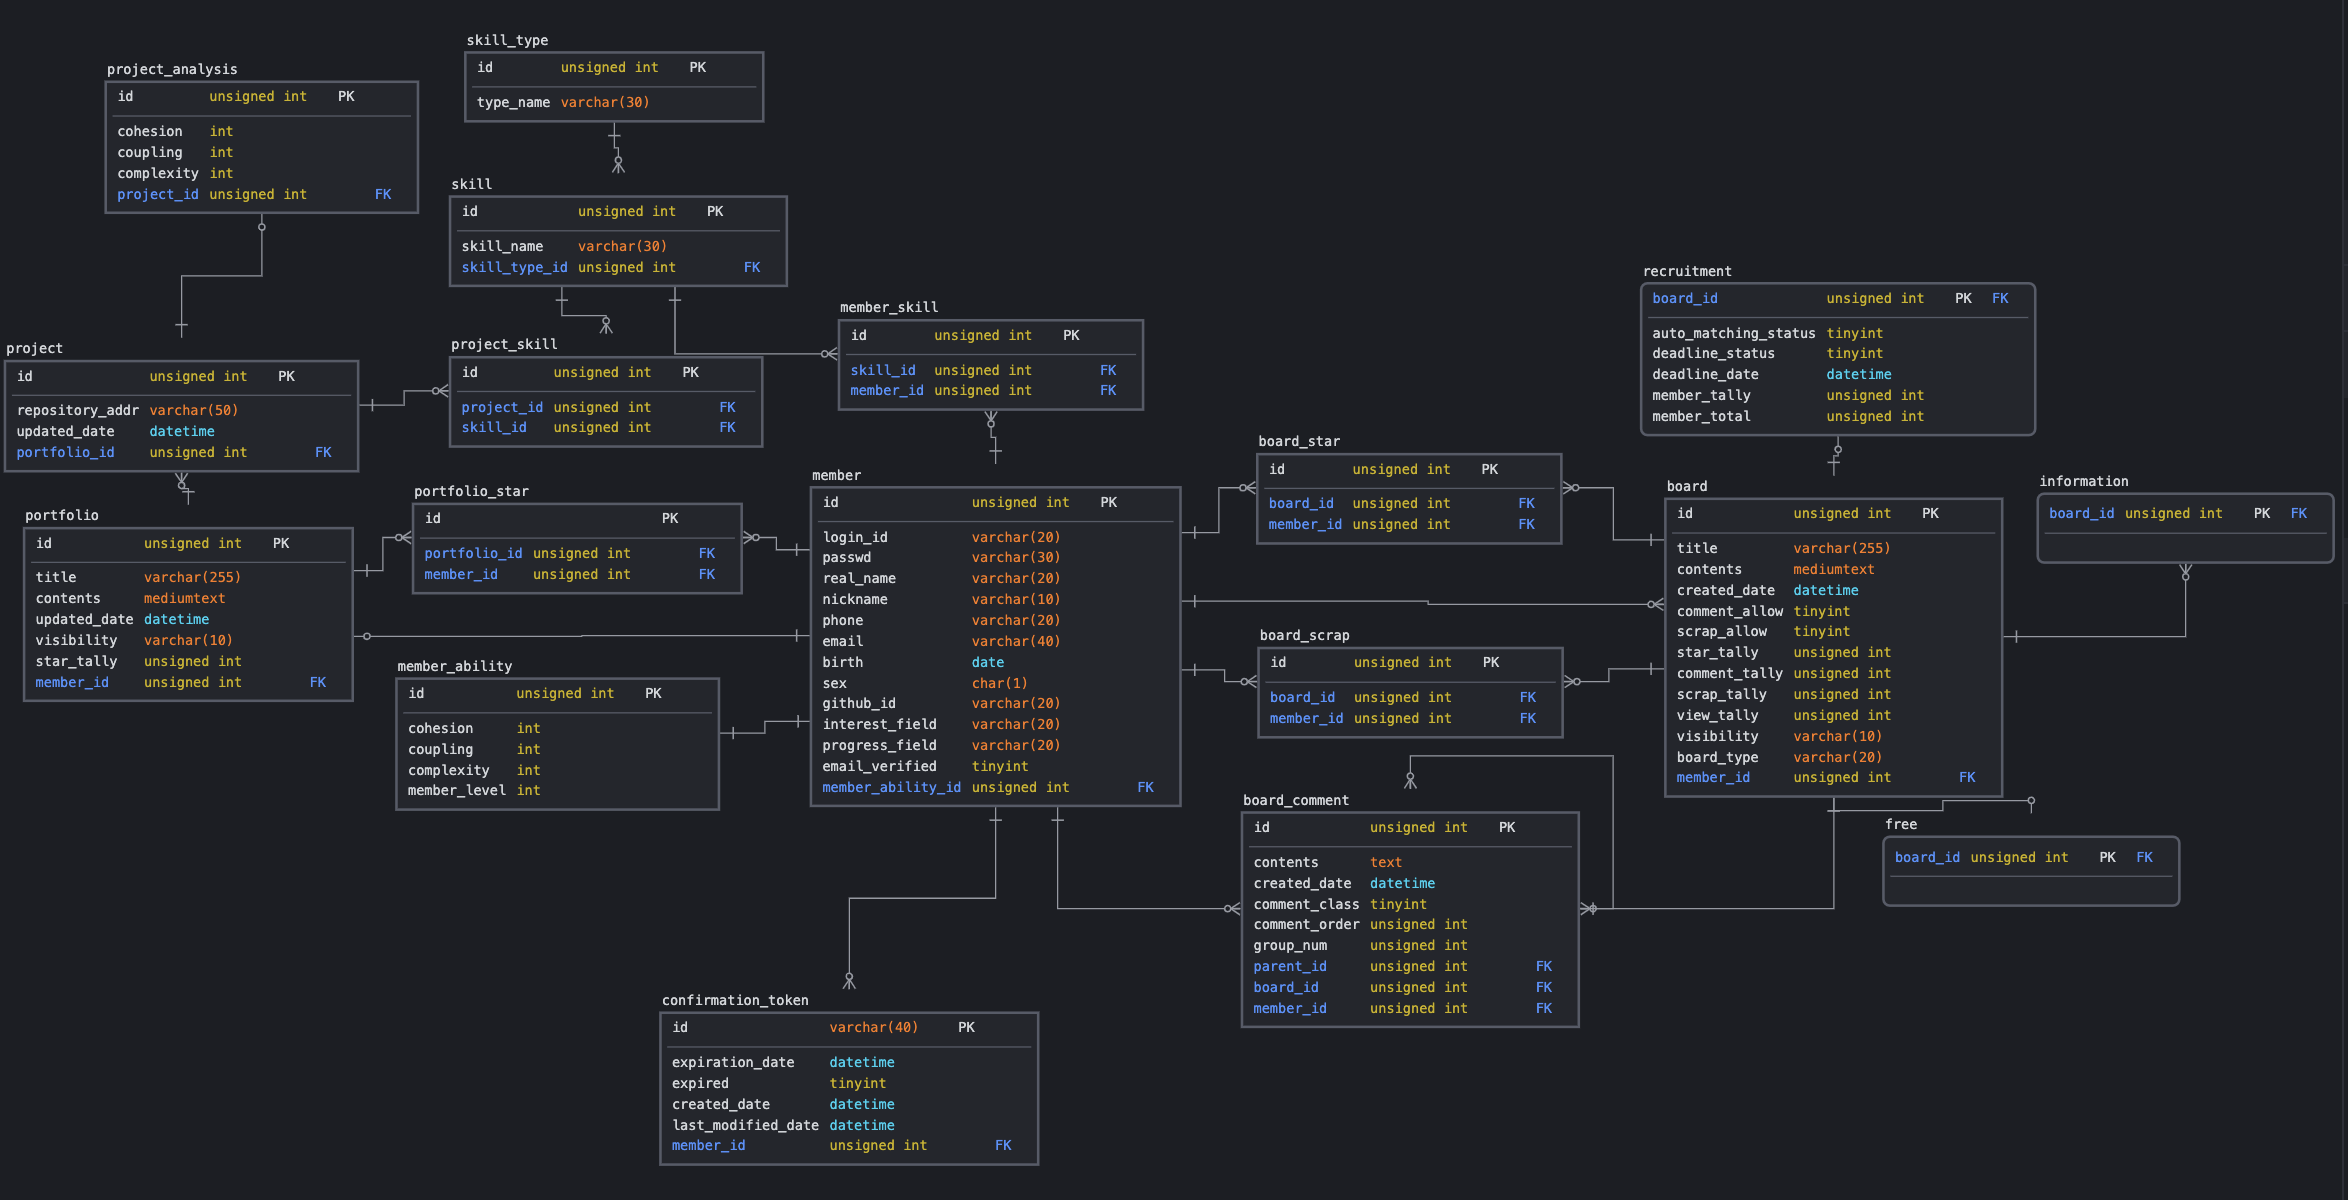 skill_type
id unsigned int PK
type_name varchar(30)
project_analysis
id unsigned int PK
cohesion int
coupling int
complexity int
project_id unsigned int FK
skill
id unsigned int PK
skill_name varchar(30)
skill_type_id unsigned int FK
recruitment
board_id unsigned int PK FK
auto_matching_status tinyint
deadline_status tinyint
deadline_date datetime
member_tally unsigned int
member_total unsigned int
member_skill
id unsigned int PK
skill_id unsigned int FK
member_id unsigned int FK
project
id unsigned int PK
repository_addr varchar(50)
updated_date datetime
portfolio_id unsigned int FK
project_skill
id unsigned int PK
project_id unsigned int FK
skill_id unsigned int FK
board_star
id unsigned int PK
board_id unsigned int FK
member_id unsigned int FK
member
id unsigned int PK
login_id varchar(20)
passwd varchar(30)
real_name varchar(20)
nickname varchar(10)
phone varchar(20)
email varchar(40)
birth date
sex char(1)
github_id varchar(20)
interest_field varchar(20)
progress_field varchar(20)
email_verified tinyint
member_ability_id unsigned int FK
information
board_id unsigned int PK FK
board
id unsigned int PK
title varchar(255)
contents mediumtext
created_date datetime
comment_allow tinyint
scrap_allow tinyint
star_tally unsigned int
comment_tally unsigned int
scrap_tally unsigned int
view_tally unsigned int
visibility varchar(10)
board_type varchar(20)
member_id unsigned int FK
portfolio_star
id PK
portfolio_id unsigned int FK
member_id unsigned int FK
portfolio
id unsigned int PK
title varchar(255)
contents mediumtext
updated_date datetime
visibility varchar(10)
star_tally unsigned int
member_id unsigned int FK
board_scrap
id unsigned int PK
board_id unsigned int FK
member_id unsigned int FK
member_ability
id unsigned int PK
cohesion int
coupling int
complexity int
member_level int
board_comment
id unsigned int PK
contents text
created_date datetime
comment_class tinyint
comment_order unsigned int
group_num unsigned int
parent_id unsigned int FK
board_id unsigned int FK
member_id unsigned int FK
free
board_id unsigned int PK FK
confirmation_token
id varchar(40) PK
expiration_date datetime
expired tinyint
created_date datetime
last_modified_date datetime
member_id unsigned int FK